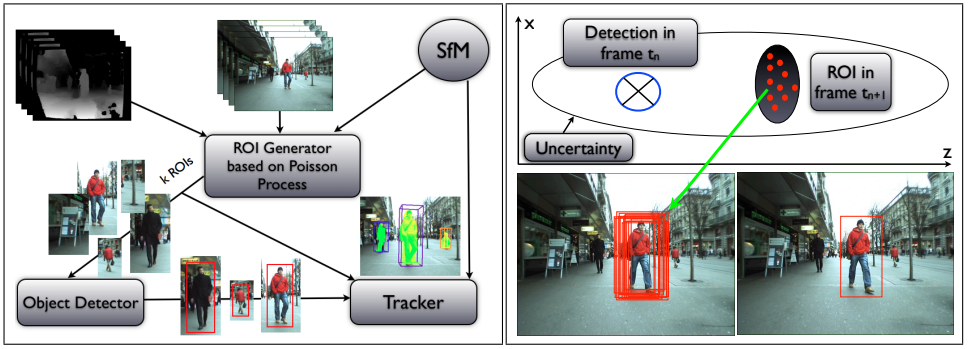 SfM
ROI Generator
based on Poisson
Process
k ROIs
Object Detector
Tracker
x
Detection in
frame tn
ROI in
frame tn+1
Uncertainty
z